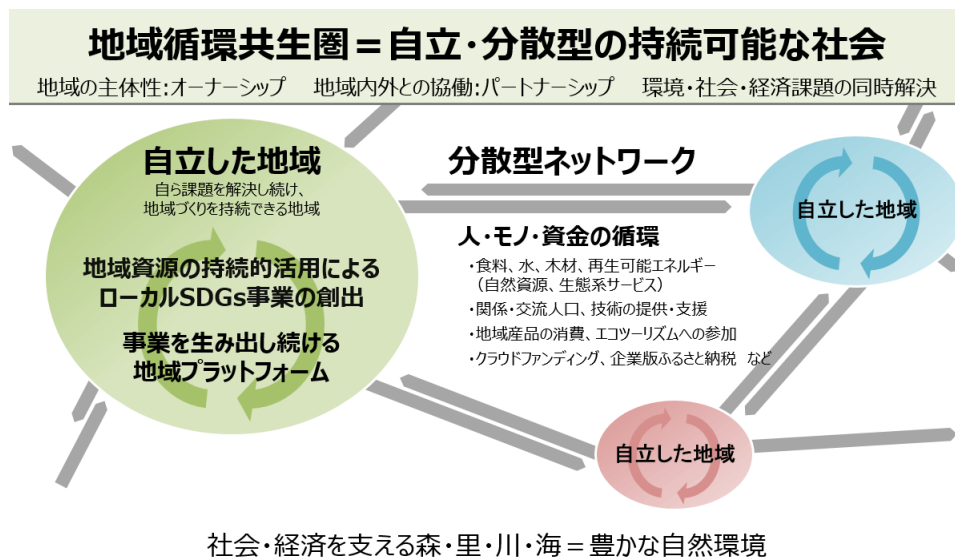 地域循環共生圏＝自立・分散型の持続可能な社会
地域の主体性:オーナーシップ　地域内外との協働:パートナーシップ　環境・社会・経済課題の同時解決
自立した地域
自ら課題を解決し続け、
地域づくりを持続できる地域
地域資源の持続的活用による
ローカルSDGs事業の創出
事業を生み出し続ける
地域プラットフォーム
分散型ネットワーク
人・モノ・資金の循環
・食料、水、木材、再生可能エネルギー
（自然資源、生態系サービス）
・関係・交流人口、技術の提供・支援
・地域産品の消費、エコツーリズムへの参加
・クラウドファンディング、企業版ふるさと納税　など
自立した地域
自立した地域
社会・経済を支える森・里・川・海＝豊かな自然環境